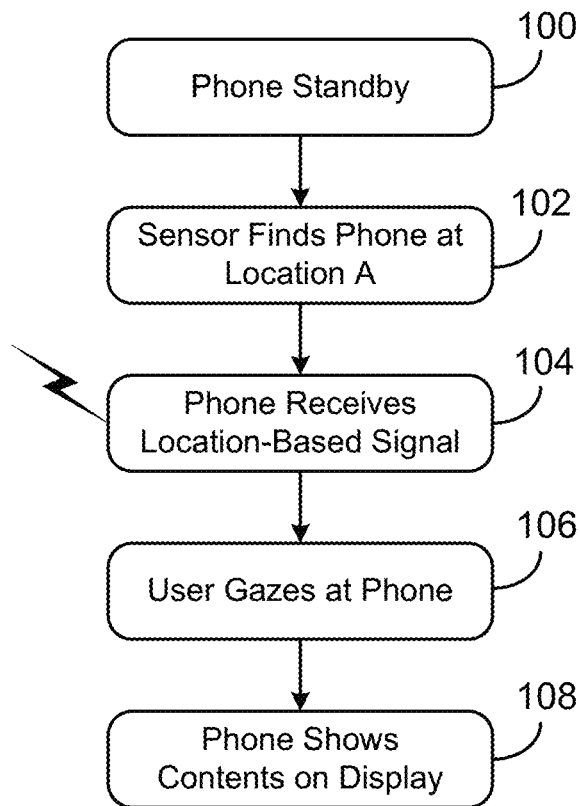 100
Phone Standby
102
Sensor Finds Phone at
Location A
104
Phone Receives
Location-Based Signal
106
User Gazes at Phone
108
Phone Shows
Contents on Display